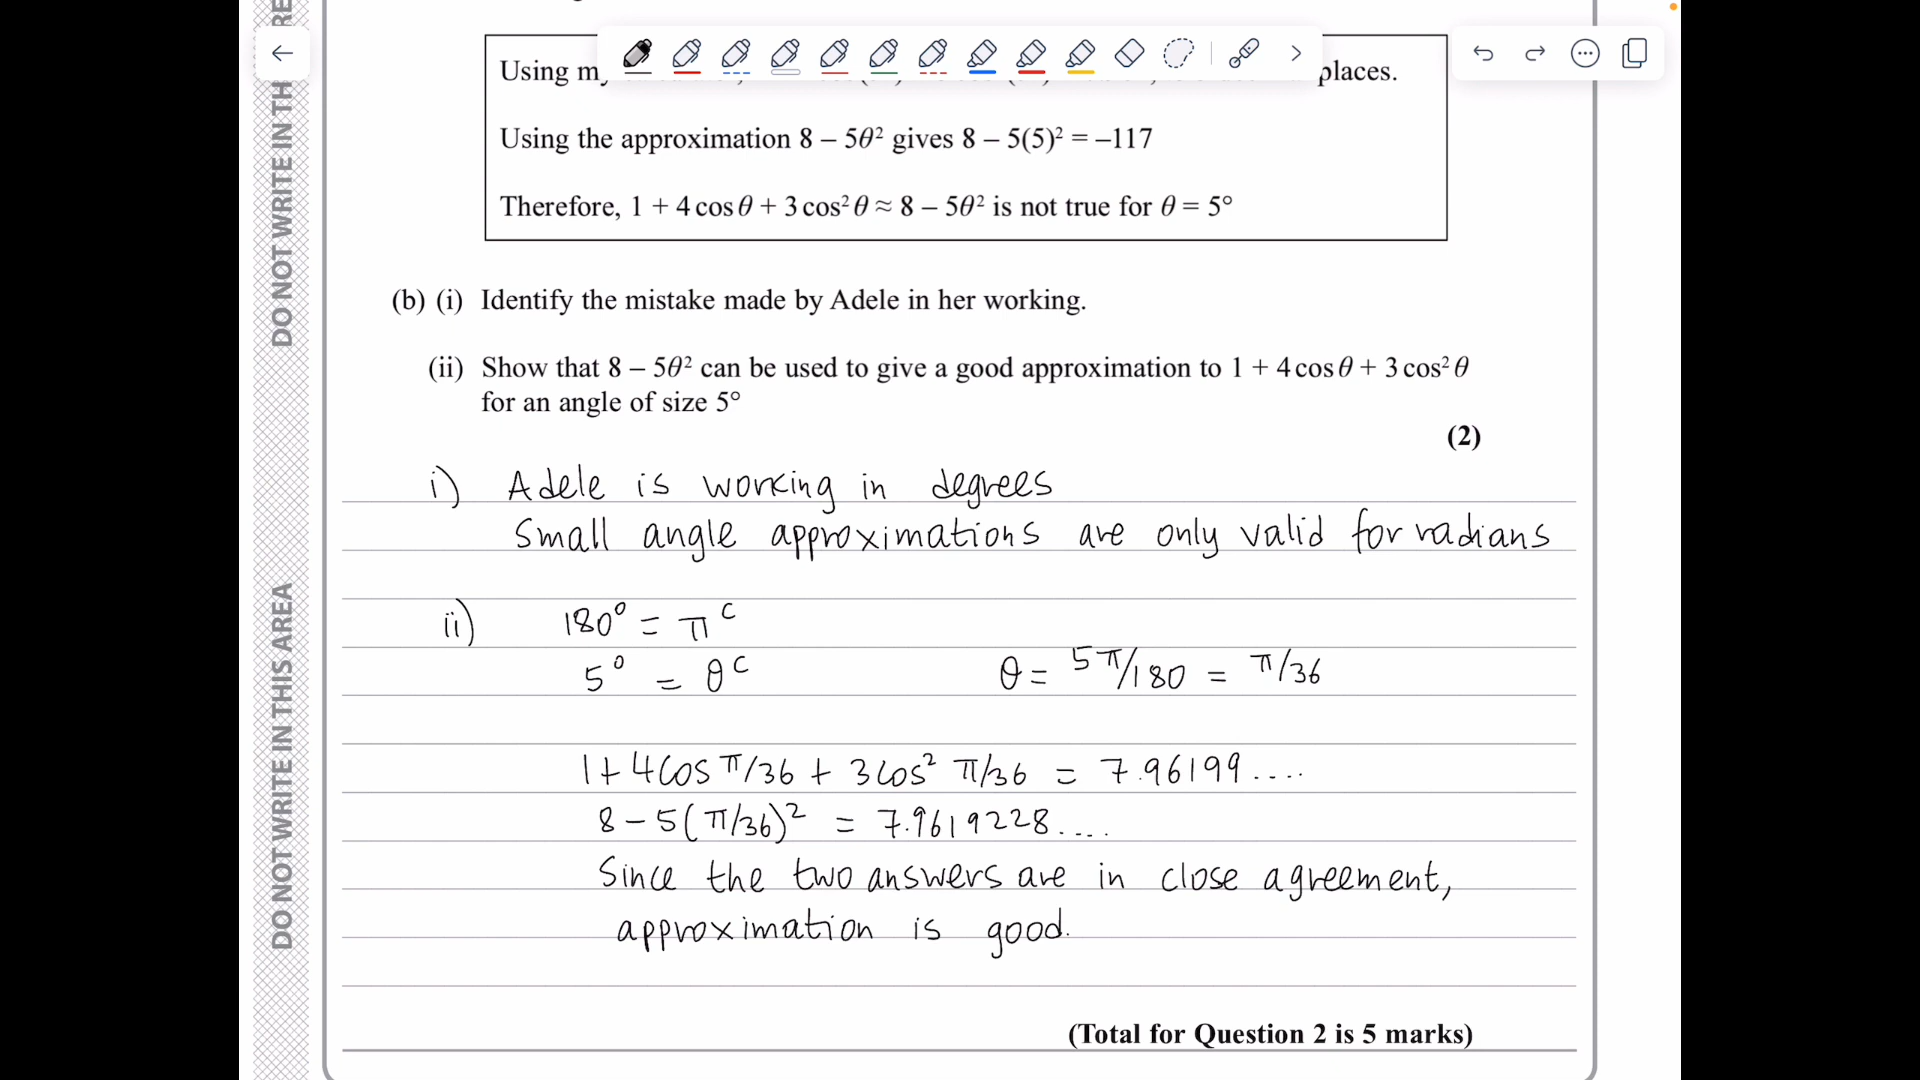 Using my places.
Using the approximation 8 – 5θ² gives 8 – 5(5)² = –117
Therefore, 1 + 4 cos θ + 3 cos² θ ≈ 8 – 5θ² is not true for θ = 5°
(b) (i) Identify the mistake made by Adele in her working.
(ii) Show that 8 – 5θ² can be used to give a good approximation to 1 + 4 cos θ + 3 cos² θ
for an angle of size 5°
(2)
i) Adele is working in degrees
Small angle approximations are only valid for radians
ii) 180° = π^c
5° = θ^c θ = 5π/180 = π/36
1 + 4cos π/36 + 3cos² π/36 = 7.96199....
8 – 5(π/36)² = 7.9619228....
Since the two answers are in close agreement,
approximation is good.
(Total for Question 2 is 5 marks)
DO NOT WRITE IN TH
RE
DO NOT WRITE IN THIS AREA